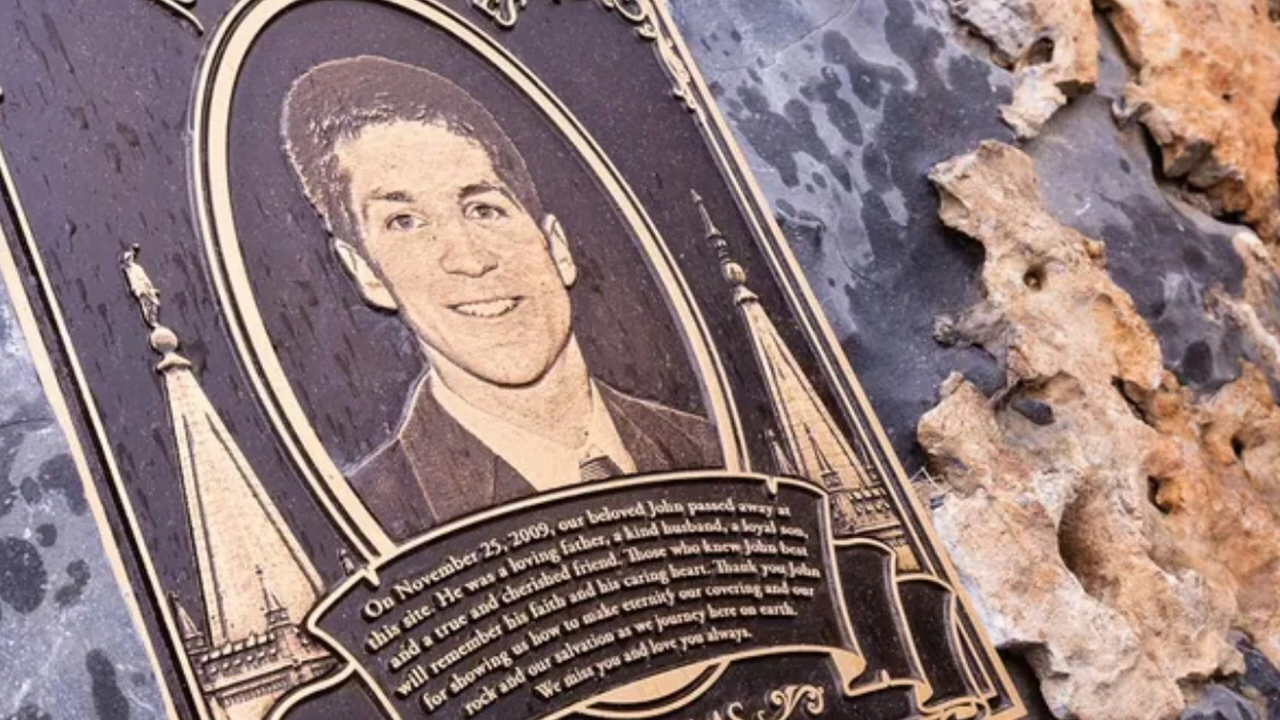 ES
On November 25, 2009, our beloved John passed away at
this site. He was a loving father, a kind husband, a loyal son,
and a true and cherished friend. Those who knew John best
will remember his faith and his caring heart. Thank you John
for showing us how to make eternity our covering and our
rock and our salvation as we journey here on earth.
We miss you and love you always.